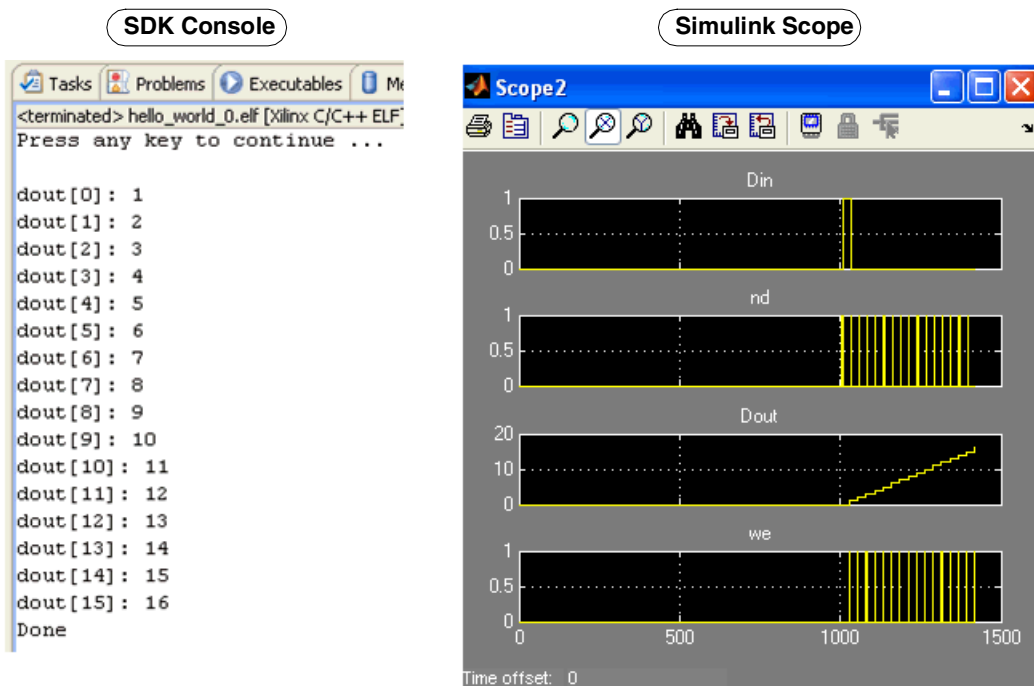 SDK Console
Tasks Problems Executables Me
<terminated> hello_world_0.elf [Xilinx C/C++ ELF]
Press any key to continue ...
dout[0]: 1
dout[1]: 2
dout[2]: 3
dout[3]: 4
dout[4]: 5
dout[5]: 6
dout[6]: 7
dout[7]: 8
dout[8]: 9
dout[9]: 10
dout[10]: 11
dout[11]: 12
dout[12]: 13
dout[13]: 14
dout[14]: 15
dout[15]: 16
Done
Simulink Scope
Scope2
Din
1
0.5
0
nd
1
0.5
0
Dout
20
10
0
we
1
0.5
0
0 500 1000 1500
Time offset: 0